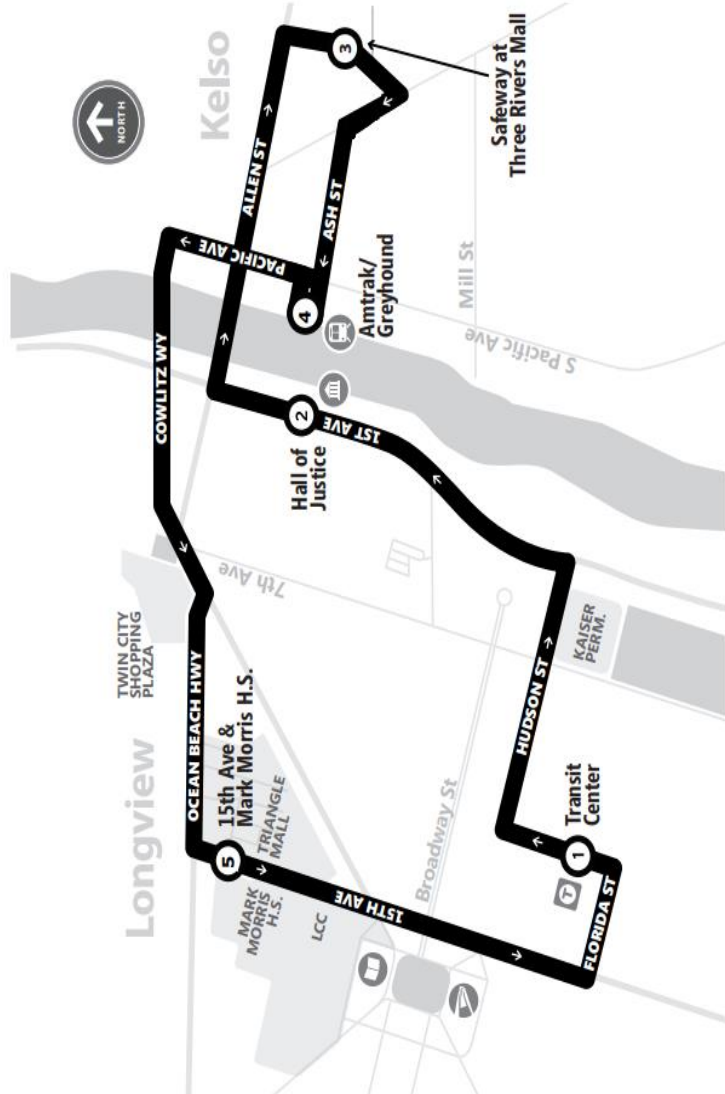 NORTH
Kelso
Longview
ALLEN ST
3
Safeway at
Three Rivers Mall
ASH ST
PACIFIC AVE
4
Amtrak/
Greyhound
Mill St
S Pacific Ave
COWLITZ WY
2
Hall of
Justice
1ST AVE
7th Ave
TWIN CITY
SHOPPING
PLAZA
OCEAN BEACH HWY
15th Ave &
Mark Morris H.S.
5
TRIANGLE
MALL
MARK
MORRIS
H.S.
LCC
15TH AVE
Broadway St
HUDSON ST
KAISER
PERM.
Transit
Center
1
T
FLORIDA ST